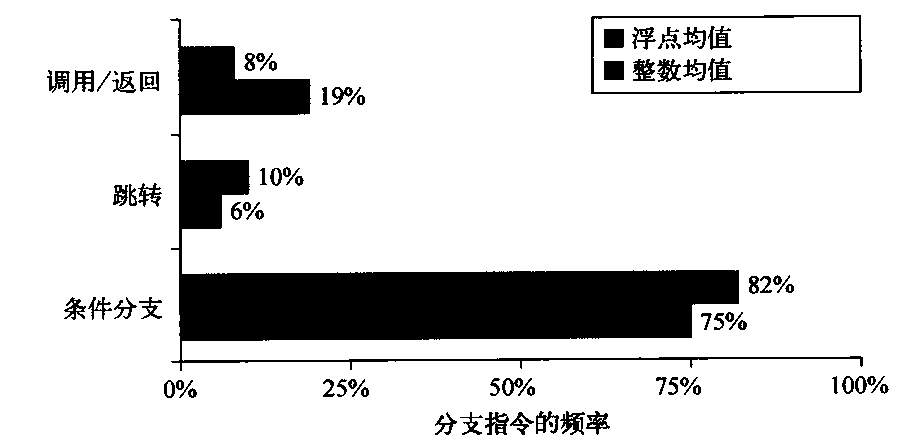 浮点均值
整数均值
调用/返回
8%
19%
跳转
10%
6%
条件分支
82%
75%
0%
25%
50%
75%
100%
分支指令的频率